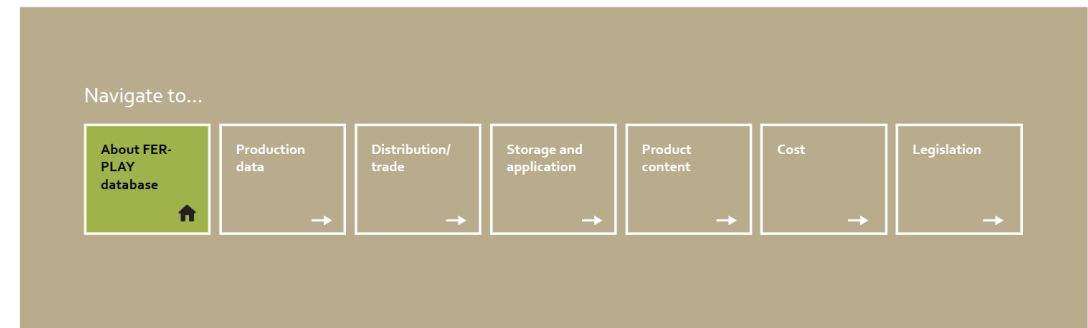 Navigate to...
About FER-
PLAY
database
Production
data
Distribution/
trade
Storage and
application
Product
content
Cost
Legislation